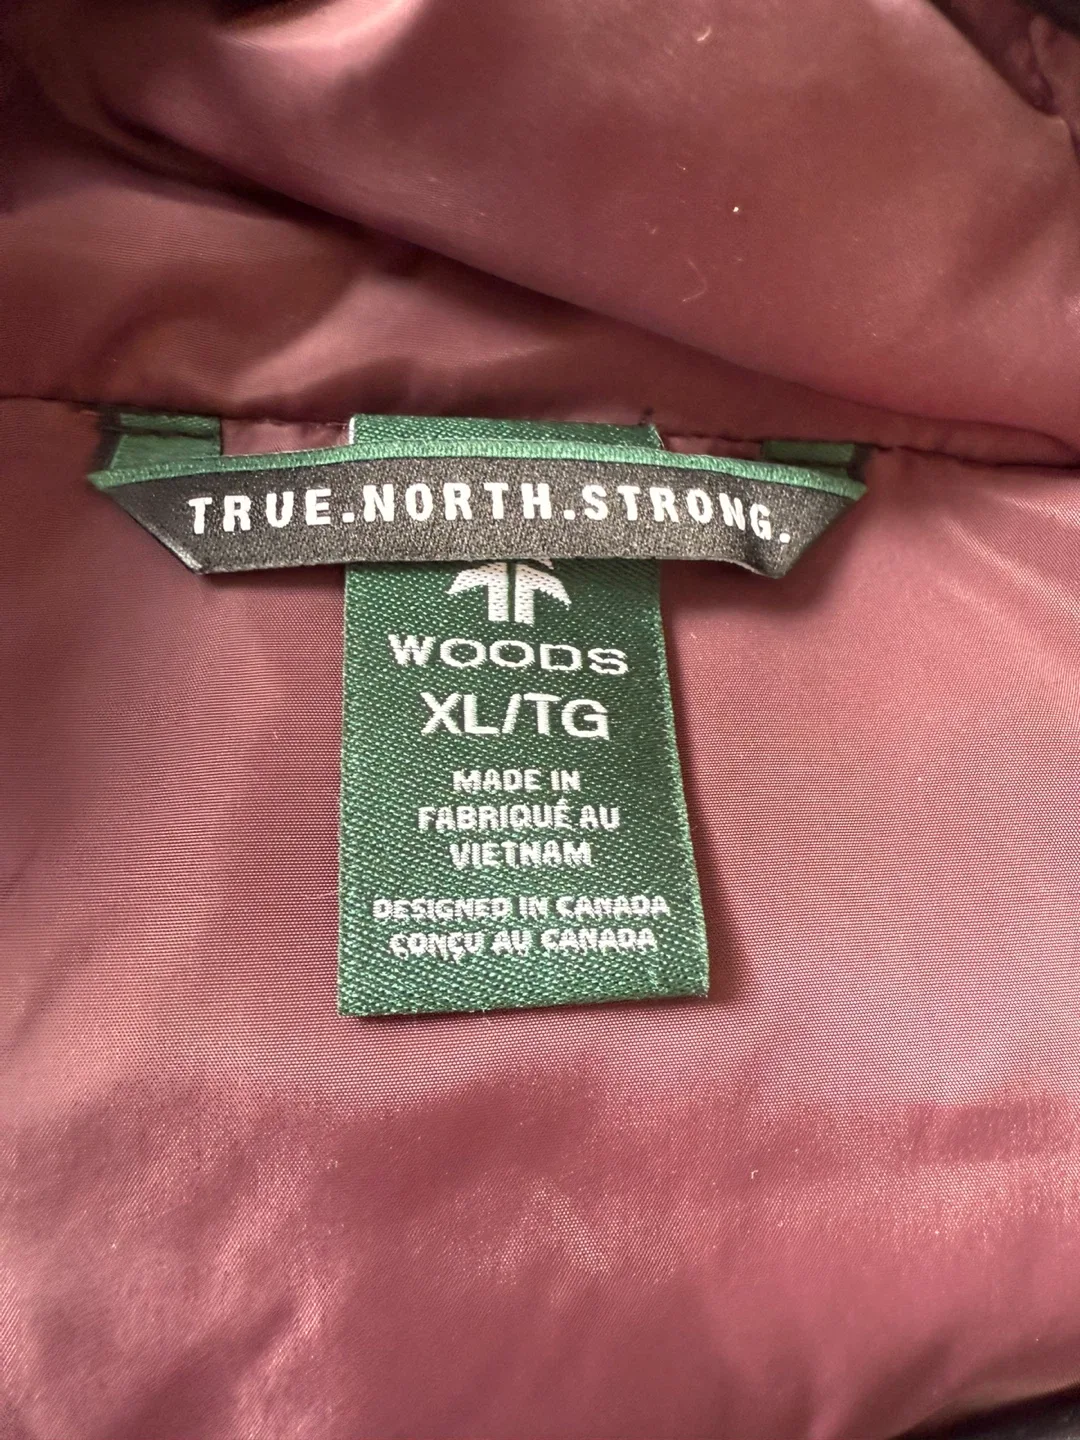 TRUE.NORTH.STRONG.
WOODS
XL/TG
MADE IN
FABRIQUÉ AU
VIETNAM
DESIGNED IN CANADA
CONÇU AU CANADA